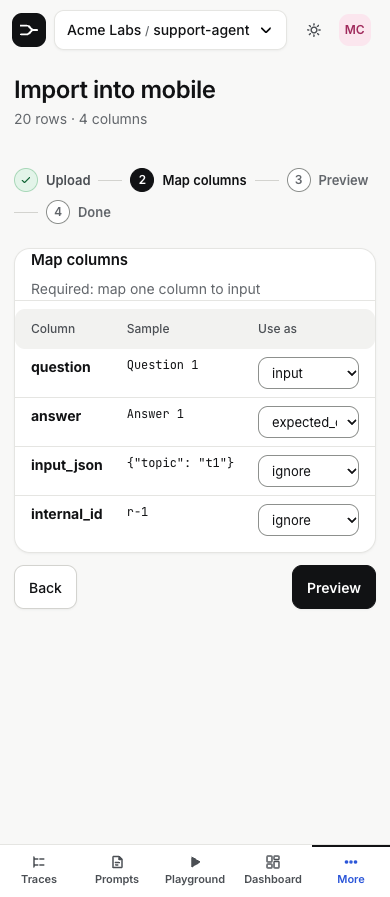 Acme Labs / support-agent
MC
Import into mobile
20 rows · 4 columns
Upload
2 Map columns
3 Preview
4 Done
Map columns
Required: map one column to input
Column Sample Use as
question Question 1 input
answer Answer 1 expected_
input_json {"topic": "t1"} ignore
internal_id r-1 ignore
Back Preview
Traces Prompts Playground Dashboard More